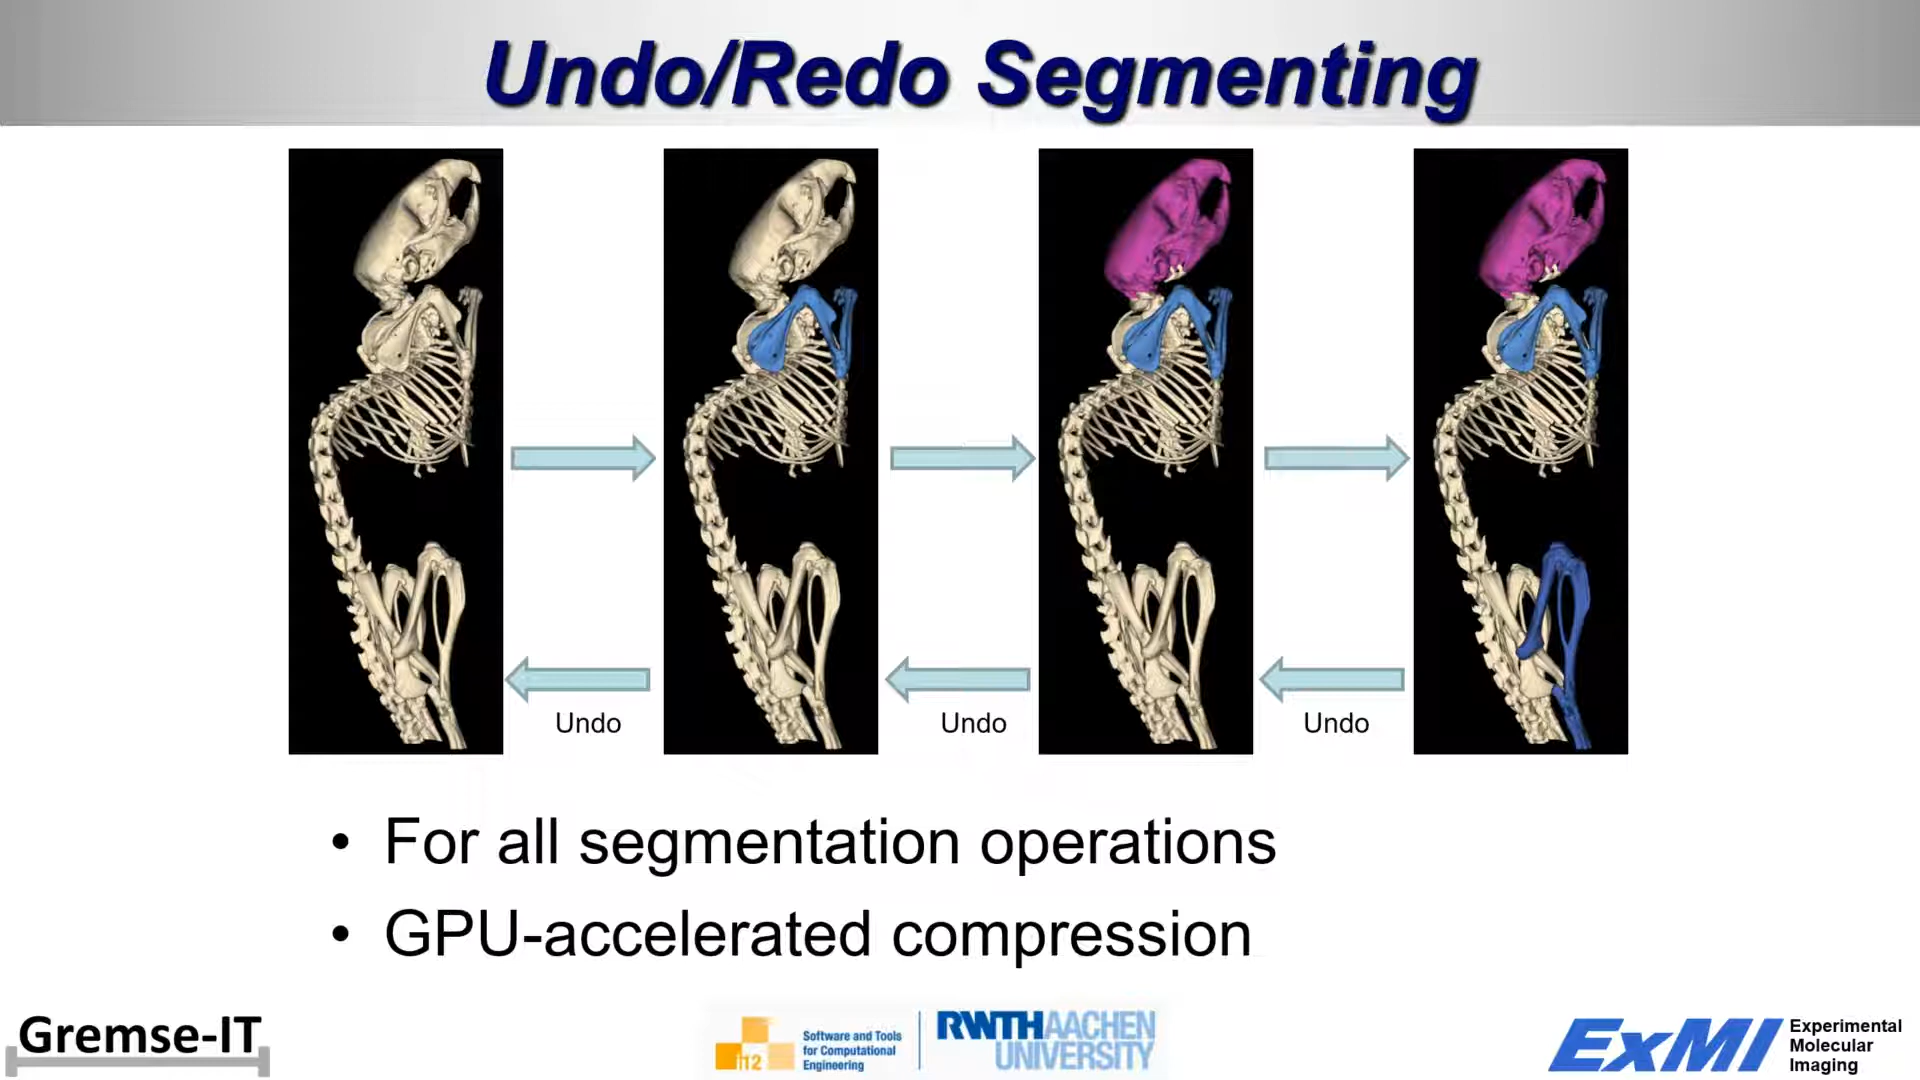 Undo/Redo Segmenting
Undo
Undo
Undo
• For all segmentation operations
• GPU-accelerated compression
Gremse-IT
i12
Software and Tools
for Computational
Engineering
RWTH AACHEN
UNIVERSITY
ExMI
Experimental
Molecular
Imaging